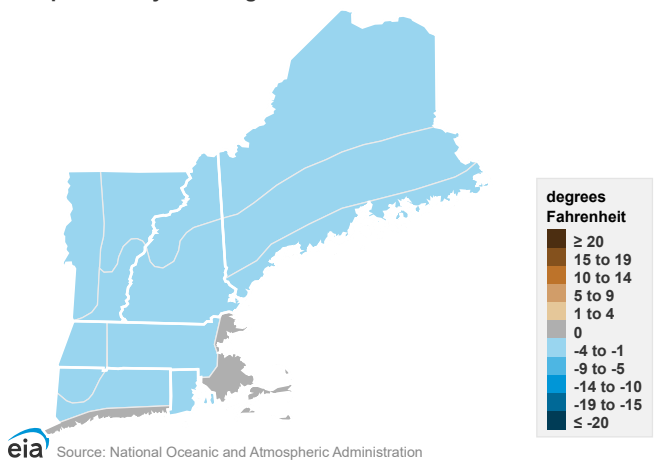 degrees
Fahrenheit
≥ 20
15 to 19
10 to 14
5 to 9
1 to 4
0
-4 to -1
-9 to -5
-14 to -10
-19 to -15
≤ -20
eia
Source: National Oceanic and Atmospheric Administration